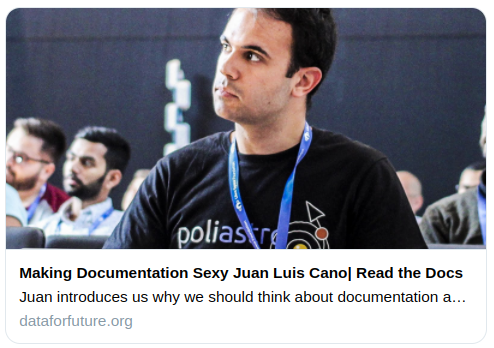 poliastr
Making Documentation Sexy Juan Luis Cano| Read the Docs
Juan introduces us why we should think about documentation a…
dataforfuture.org